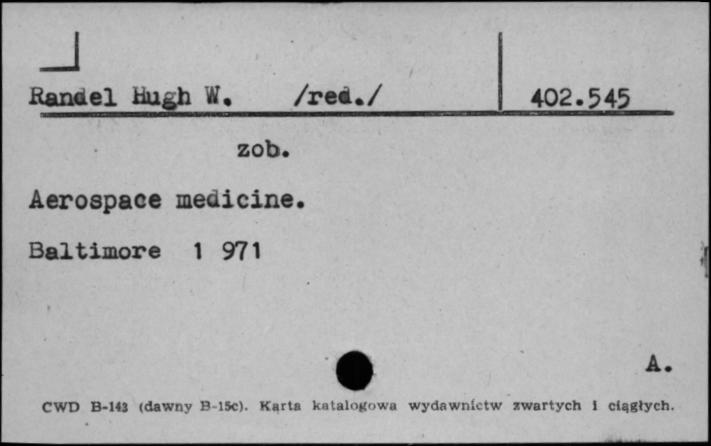 Randel Hugh W. /red./ 402.545
zob.
Aerospace medicine.
Baltimore 1 971
A.
CWD B-143 (dawny B-15c). Karta katalogowa wydawnictw zwartych i ciągłych.